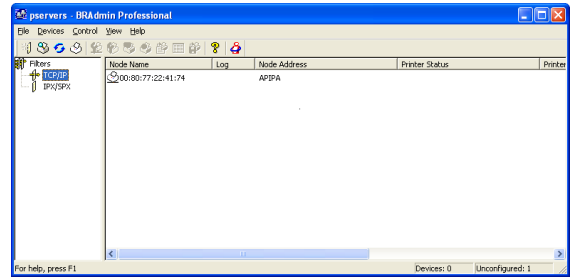 pservers - BRAdmin Professional
File Devices Control View Help
Filters
TCP/IP
IPX/SPX
Node Name Log Node Address Printer Status Printer
00:80:77:22:41:74 APIPA
For help, press F1 Devices: 0 Unconfigured: 1